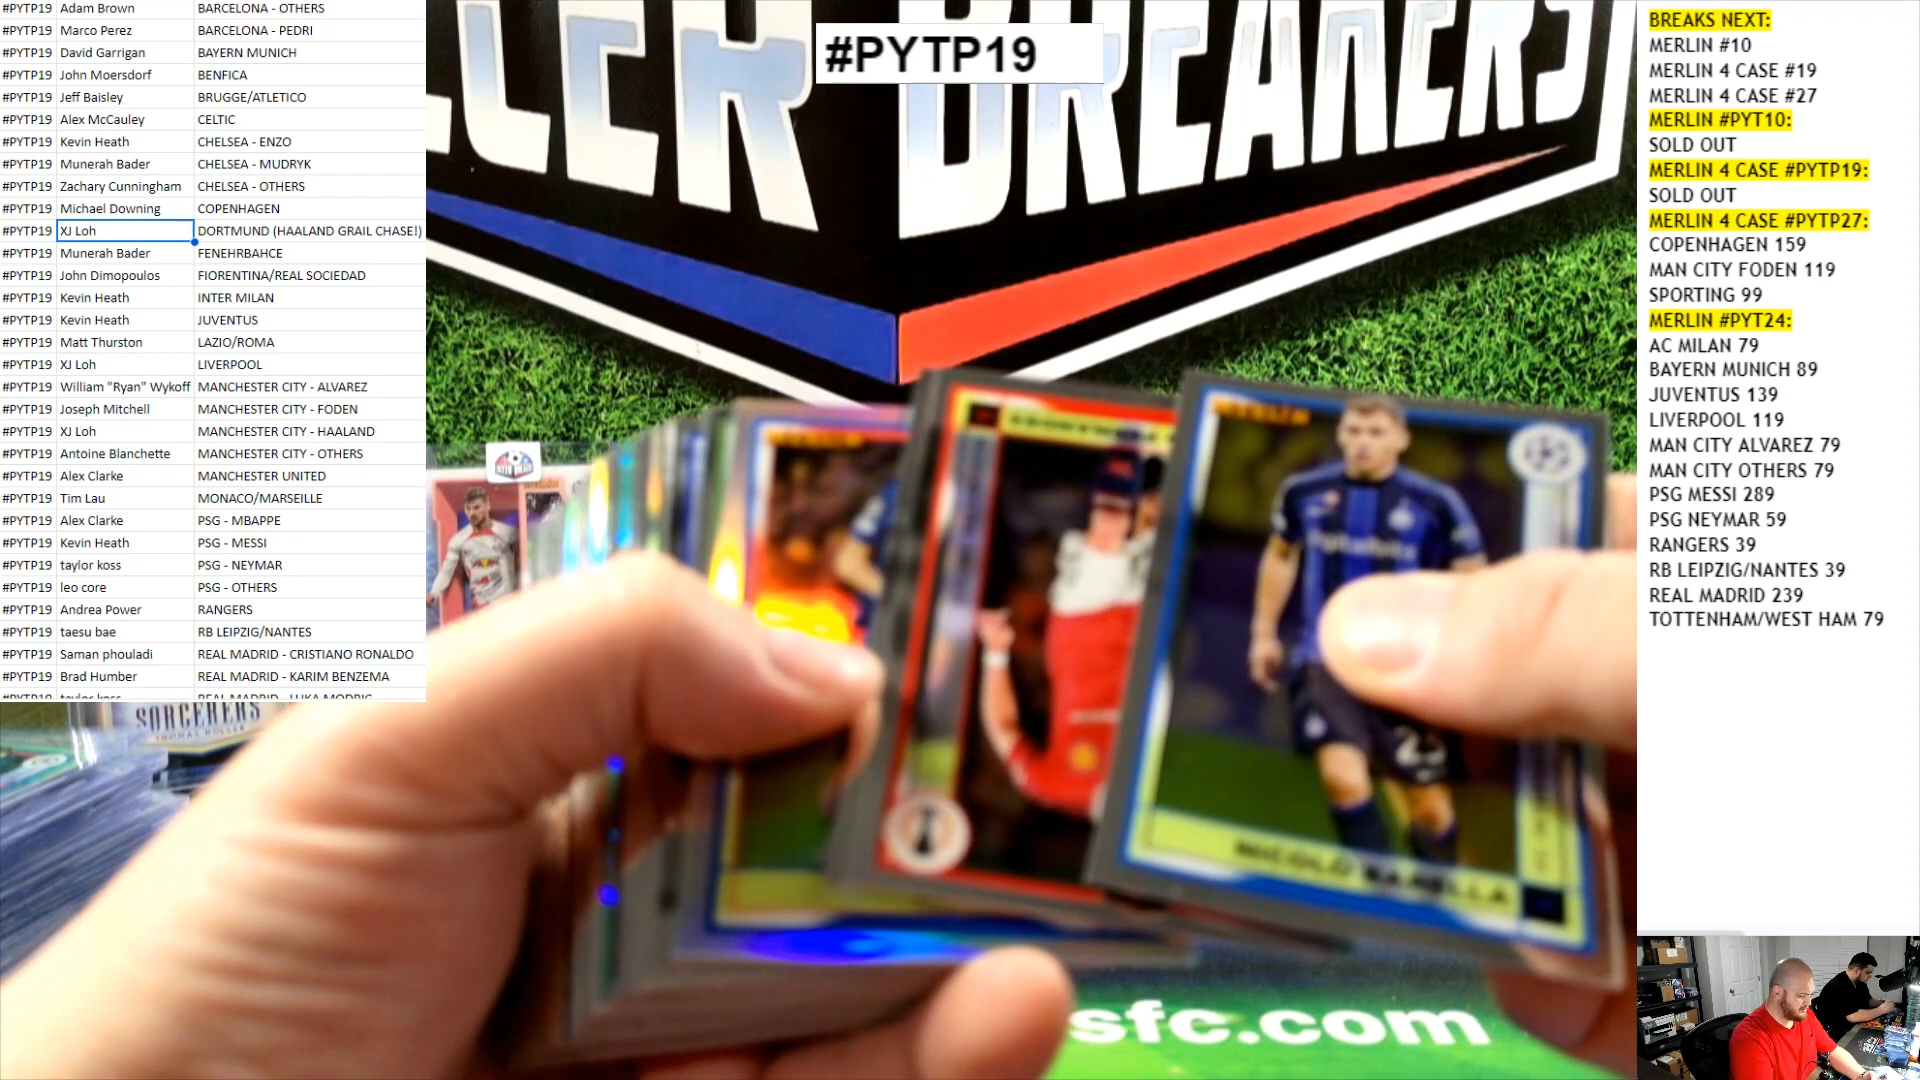 #PYTP19 Adam Brown BARCELONA - OTHERS
#PYTP19 Marco Perez BARCELONA - PEDRI
#PYTP19 David Garrigan BAYERN MUNICH
#PYTP19 John Moersdorf BENFICA
#PYTP19 Jeff Baisley BRUGGE/ATLETICO
#PYTP19 Alex McCauley CELTIC
#PYTP19 Kevin Heath CHELSEA - ENZO
#PYTP19 Munerah Bader CHELSEA - MUDRYK
#PYTP19 Zachary Cunningham CHELSEA - OTHERS
#PYTP19 Michael Downing COPENHAGEN
#PYTP19 XJ Loh DORTMUND (HAALAND GRAIL CHASE!)
#PYTP19 Munerah Bader FENEHRBAHCE
#PYTP19 John Dimopoulos FIORENTINA/REAL SOCIEDAD
#PYTP19 Kevin Heath INTER MILAN
#PYTP19 Kevin Heath JUVENTUS
#PYTP19 Matt Thurston LAZIO/ROMA
#PYTP19 XJ Loh LIVERPOOL
#PYTP19 William "Ryan" Wykoff MANCHESTER CITY - ALVAREZ
#PYTP19 Joseph Mitchell MANCHESTER CITY - FODEN
#PYTP19 XJ Loh MANCHESTER CITY - HAALAND
#PYTP19 Antoine Blanchette MANCHESTER CITY - OTHERS
#PYTP19 Alex Clarke MANCHESTER UNITED
#PYTP19 Tim Lau MONACO/MARSEILLE
#PYTP19 Alex Clarke PSG - MBAPPE
#PYTP19 Kevin Heath PSG - MESSI
#PYTP19 taylor koss PSG - NEYMAR
#PYTP19 leo core PSG - OTHERS
#PYTP19 Andrea Power RANGERS
#PYTP19 taesu bae RB LEIPZIG/NANTES
#PYTP19 Saman phouladi REAL MADRID - CRISTIANO RONALDO
#PYTP19 Brad Humber REAL MADRID - KARIM BENZEMA
#PYTP19 taylor koss REAL MADRID - LUKA MODRIC
#PYTP19
BREAKERS
MERLIN
NICOLÒ BARELLA
SORCERERS
sfc.com
BREAKS NEXT:
MERLIN #10
MERLIN 4 CASE #19
MERLIN 4 CASE #27
MERLIN #PYT10:
SOLD OUT
MERLIN 4 CASE #PYTP19:
SOLD OUT
MERLIN 4 CASE #PYTP27:
COPENHAGEN 159
MAN CITY FODEN 119
SPORTING 99
MERLIN #PYT24:
AC MILAN 79
BAYERN MUNICH 89
JUVENTUS 139
LIVERPOOL 119
MAN CITY ALVAREZ 79
MAN CITY OTHERS 79
PSG MESSI 289
PSG NEYMAR 59
RANGERS 39
RB LEIPZIG/NANTES 39
REAL MADRID 239
TOTTENHAM/WEST HAM 79